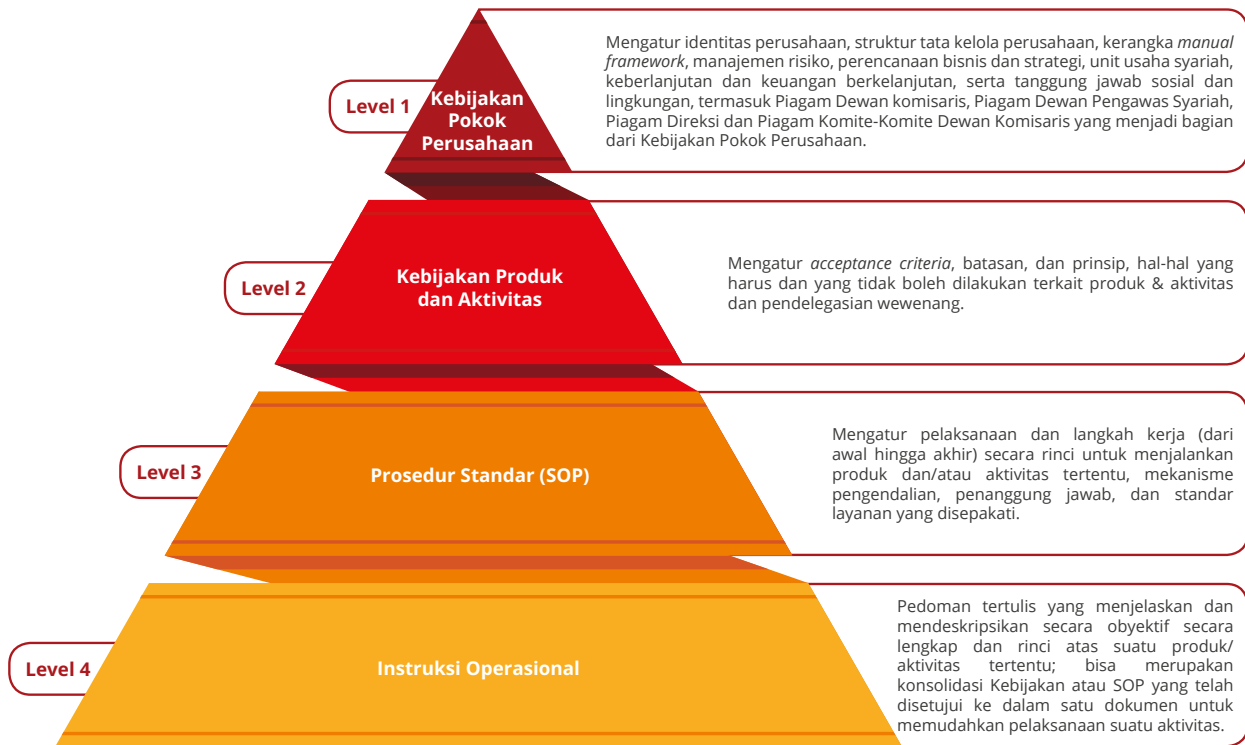 Level 1
Kebijakan
Pokok
Perusahaan
Mengatur identitas perusahaan, struktur tata kelola perusahaan, kerangka manual
framework, manajemen risiko, perencanaan bisnis dan strategi, unit usaha syariah,
keberlanjutan dan keuangan berkelanjutan, serta tanggung jawab sosial dan
lingkungan, termasuk Piagam Dewan komisaris, Piagam Dewan Pengawas Syariah,
Piagam Direksi dan Piagam Komite-Komite Dewan Komisaris yang menjadi bagian
dari Kebijakan Pokok Perusahaan.
Level 2
Kebijakan Produk
dan Aktivitas
Mengatur acceptance criteria, batasan, dan prinsip, hal-hal yang
harus dan yang tidak boleh dilakukan terkait produk & aktivitas
dan pendelegasian wewenang.
Level 3
Prosedur Standar (SOP)
Mengatur pelaksanaan dan langkah kerja (dari
awal hingga akhir) secara rinci untuk menjalankan
produk dan/atau aktivitas tertentu, mekanisme
pengendalian, penanggung jawab, dan standar
layanan yang disepakati.
Level 4
Instruksi Operasional
Pedoman tertulis yang menjelaskan dan
mendeskripsikan secara obyektif secara
lengkap dan rinci atas suatu produk/
aktivitas tertentu; bisa merupakan
konsolidasi Kebijakan atau SOP yang telah
disetujui ke dalam satu dokumen untuk
memudahkan pelaksanaan suatu aktivitas.